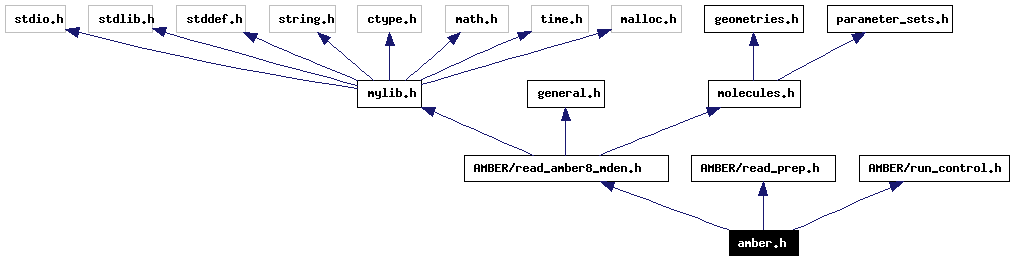 stdio.h
stdlib.h
stddef.h
string.h
ctype.h
math.h
time.h
malloc.h
geometries.h
parameter_sets.h
mylib.h
general.h
molecules.h
AMBER/read_amber8_mden.h
AMBER/read_prep.h
AMBER/run_control.h
amber.h